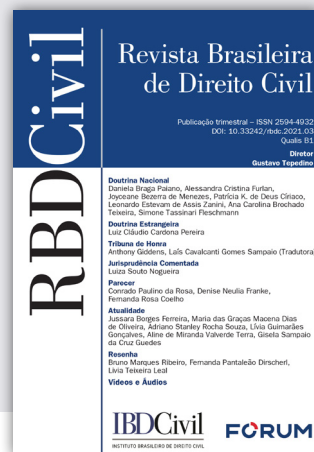 RBDCivil
Revista Brasileira
de Direito Civil
Publicação trimestral – ISSN 2594-4932
DOI: 10.33242/rbdc.2021.03
Qualis B1
Diretor
Gustavo Tepedino
Doutrina Nacional
Daniela Braga Paiano, Alessandra Cristina Furlan,
Joyceane Bezerra de Menezes, Patrícia K. de Deus Ciríaco,
Leonardo Estevam de Assis Zanini, Ana Carolina Brochado
Teixeira, Simone Tassinari Fleschmann
Doutrina Estrangeira
Luiz Cláudio Cardona Pereira
Tribuna de Honra
Anthony Giddens, Laís Cavalcanti Gomes Sampaio (Tradutora)
Jurisprudência Comentada
Luiza Souto Nogueira
Parecer
Conrado Paulino da Rosa, Denise Neulia Franke,
Fernanda Rosa Coelho
Atualidade
Jussara Borges Ferreira, Maria das Graças Macena Dias
de Oliveira, Adriano Stanley Rocha Souza, Lívia Guimarães
Gonçalves, Aline de Miranda Valverde Terra, Gisela Sampaio
da Cruz Guedes
Resenha
Bruno Marques Ribeiro, Fernanda Pantaleão Dirscherl,
Livia Teixeira Leal
Vídeos e Áudios
IBDCivil
INSTITUTO BRASILEIRO DE DIREITO CIVIL
FÓRUM